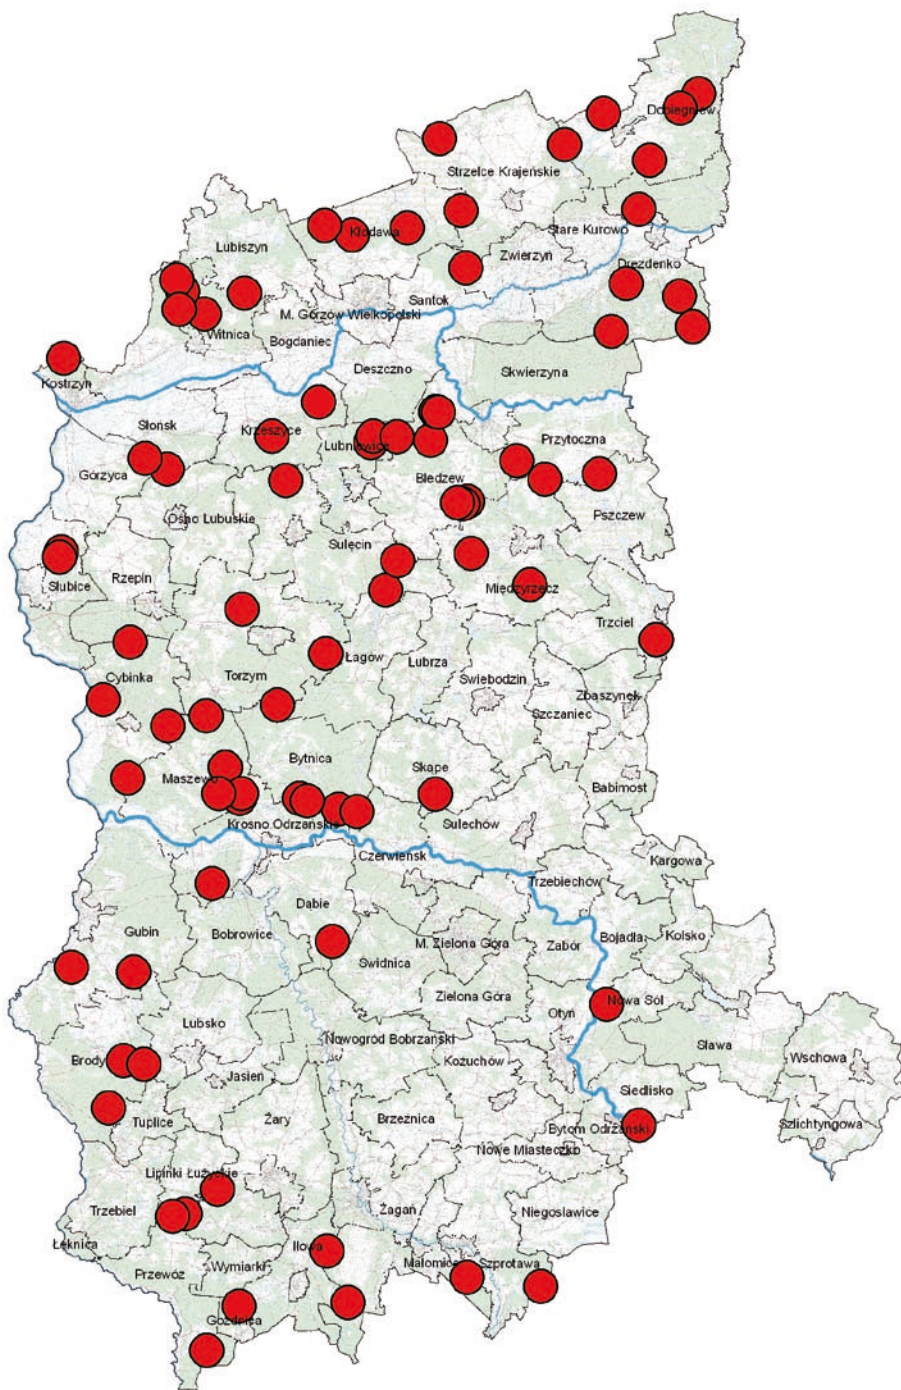 Dobiegniew
Strzelce Krajeńskie
Stare Kurowo
Kłodawa
Lubiszyn
Zwierzyn
Drezdenko
Santok
M. Gorzów Wielkopolski
Witnica
Bogdaniec
Deszczno
Skwierzyna
Kostrzyn
Słońsk
Krzeszyce
Lubniewice
Przytoczna
Górzyca
Bledzew
Pszczew
Ośno Lubuskie
Sulęcin
Rzepin
Słubice
Międzyrzecz
Trzciel
Łagów
Lubrza
Cybinka
Torzym
Świebodzin
Zbąszynek
Szczaniec
Bytnica
Skąpe
Maszewo
Babimost
Krosno Odrzańskie
Sulechów
Czerwieńsk
Kargowa
Trzebiechów
Dąbie
Gubin
Bobrowice
M. Zielona Góra
Zabór
Bojadła
Kolsko
Świdnica
Zielona Góra
Nowa Sól
Otyń
Lubsko
Nowogród Bobrzański
Sława
Kożuchów
Wschowa
Brody
Jasień
Siedlisko
Tuplice
Żary
Brzeźnica
Bytom Odrzański
Szlichtyngowa
Nowe Miasteczko
Lipinki Łużyckie
Trzebiel
Żagań
Niegosławice
Łęknica
Iłowa
Przewóz
Wymiarki
Małomice
Szprotawa
Gozdnica